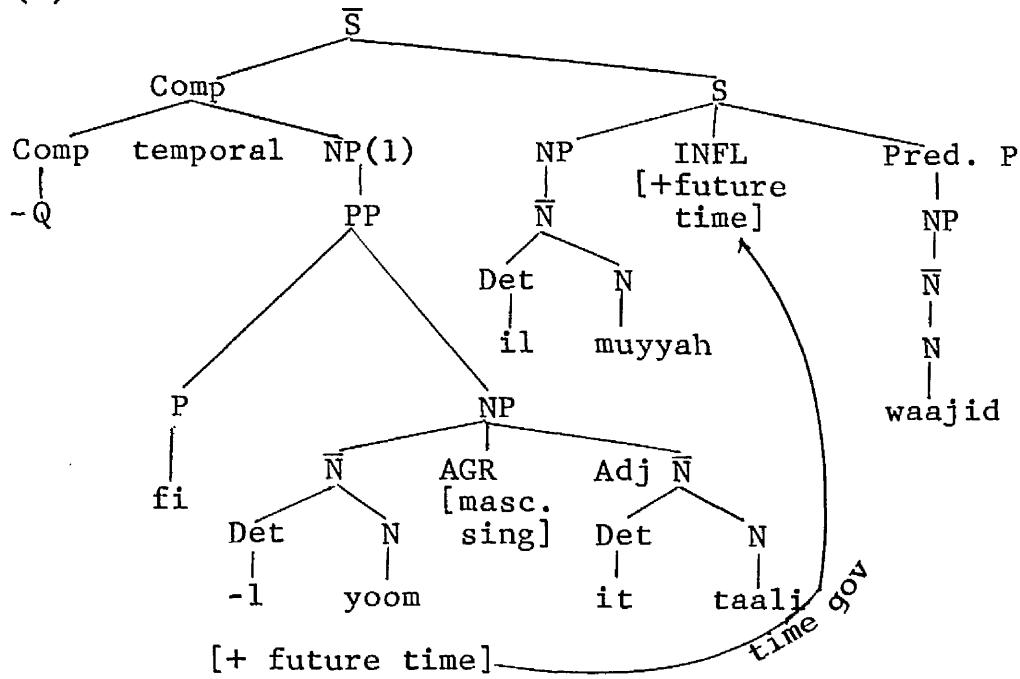 S̅
Comp S
Comp temporal NP(1) NP INFL Pred. P
[+future
time]
-Q PP N̅ NP
Det N N̅
il muyyah N
P NP waajid
fi N̅ AGR Adj N̅
[masc.
sing]
Det N Det N
-l yoom it taali
[+ future time] time gov